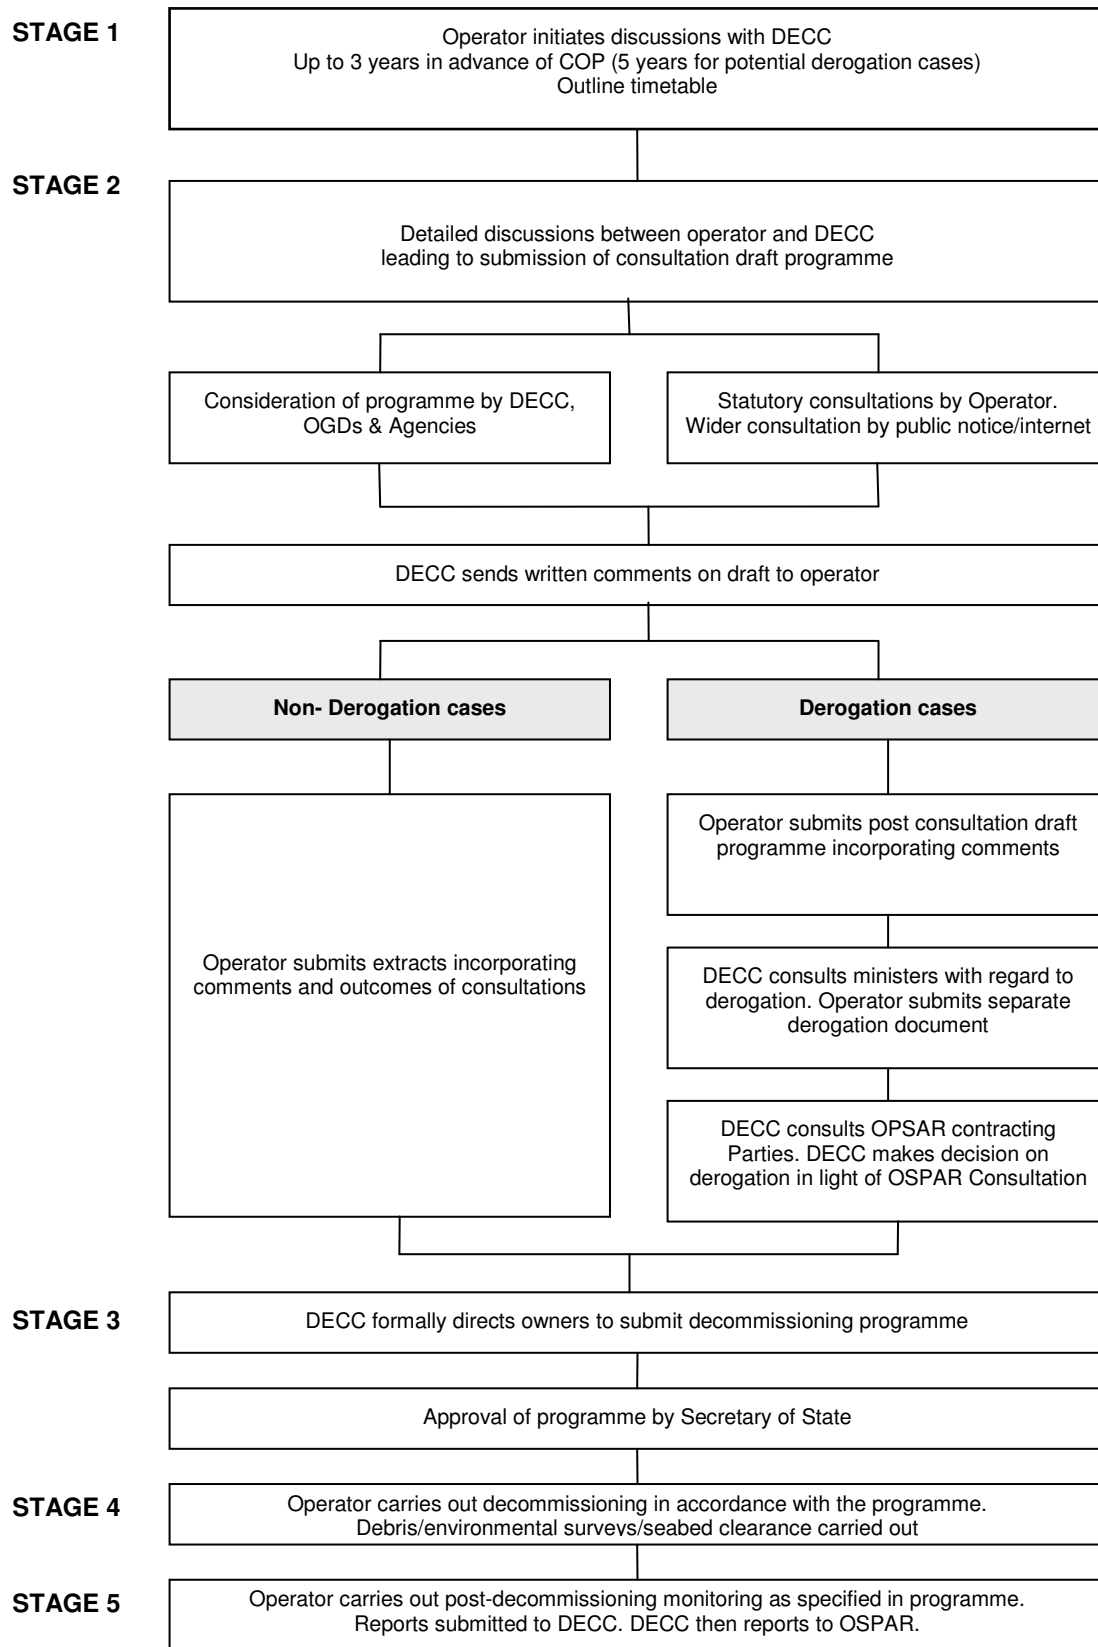 STAGE 1
Operator initiates discussions with DECC
Up to 3 years in advance of COP (5 years for potential derogation cases)
Outline timetable
STAGE 2
Detailed discussions between operator and DECC
leading to submission of consultation draft programme
Consideration of programme by DECC,
OGDs & Agencies
Statutory consultations by Operator.
Wider consultation by public notice/internet
DECC sends written comments on draft to operator
Non- Derogation cases
Derogation cases
Operator submits extracts incorporating
comments and outcomes of consultations
Operator submits post consultation draft
programme incorporating comments
DECC consults ministers with regard to
derogation. Operator submits separate
derogation document
DECC consults OPSAR contracting
Parties. DECC makes decision on
derogation in light of OSPAR Consultation
STAGE 3
DECC formally directs owners to submit decommissioning programme
Approval of programme by Secretary of State
STAGE 4
Operator carries out decommissioning in accordance with the programme.
Debris/environmental surveys/seabed clearance carried out
STAGE 5
Operator carries out post-decommissioning monitoring as specified in programme.
Reports submitted to DECC. DECC then reports to OSPAR.